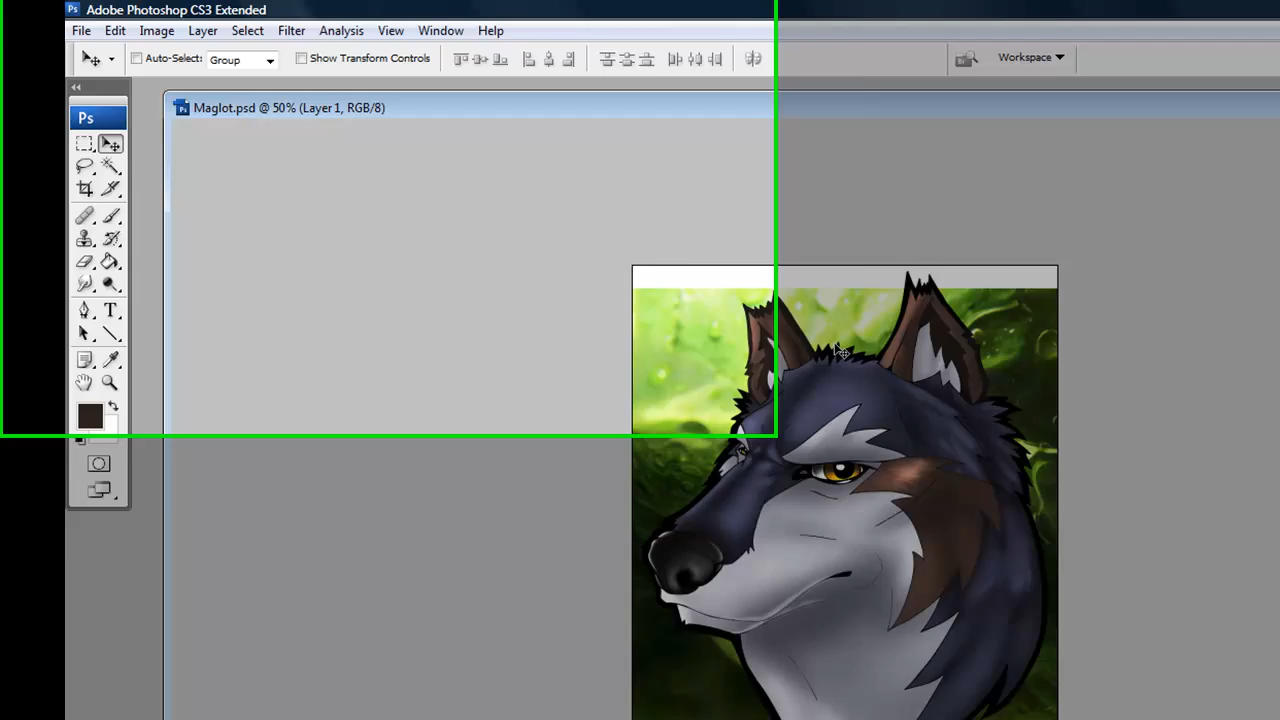 Ps Adobe Photoshop CS3 Extended
File Edit Image Layer Select Filter Analysis View Window Help
Auto-Select: Group Show Transform Controls Workspace
Maglot.psd @ 50% (Layer 1, RGB/8)
Ps
T